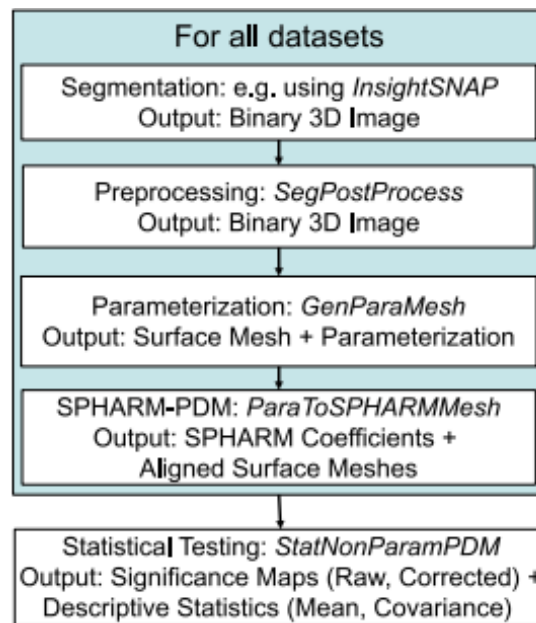 For all datasets
Segmentation: e.g. using InsightSNAP
Output: Binary 3D Image
Preprocessing: SegPostProcess
Output: Binary 3D Image
Parameterization: GenParaMesh
Output: Surface Mesh + Parameterization
SPHARM-PDM: ParaToSPHARMMesh
Output: SPHARM Coefficients +
Aligned Surface Meshes
Statistical Testing: StatNonParamPDM
Output: Significance Maps (Raw, Corrected) +
Descriptive Statistics (Mean, Covariance)